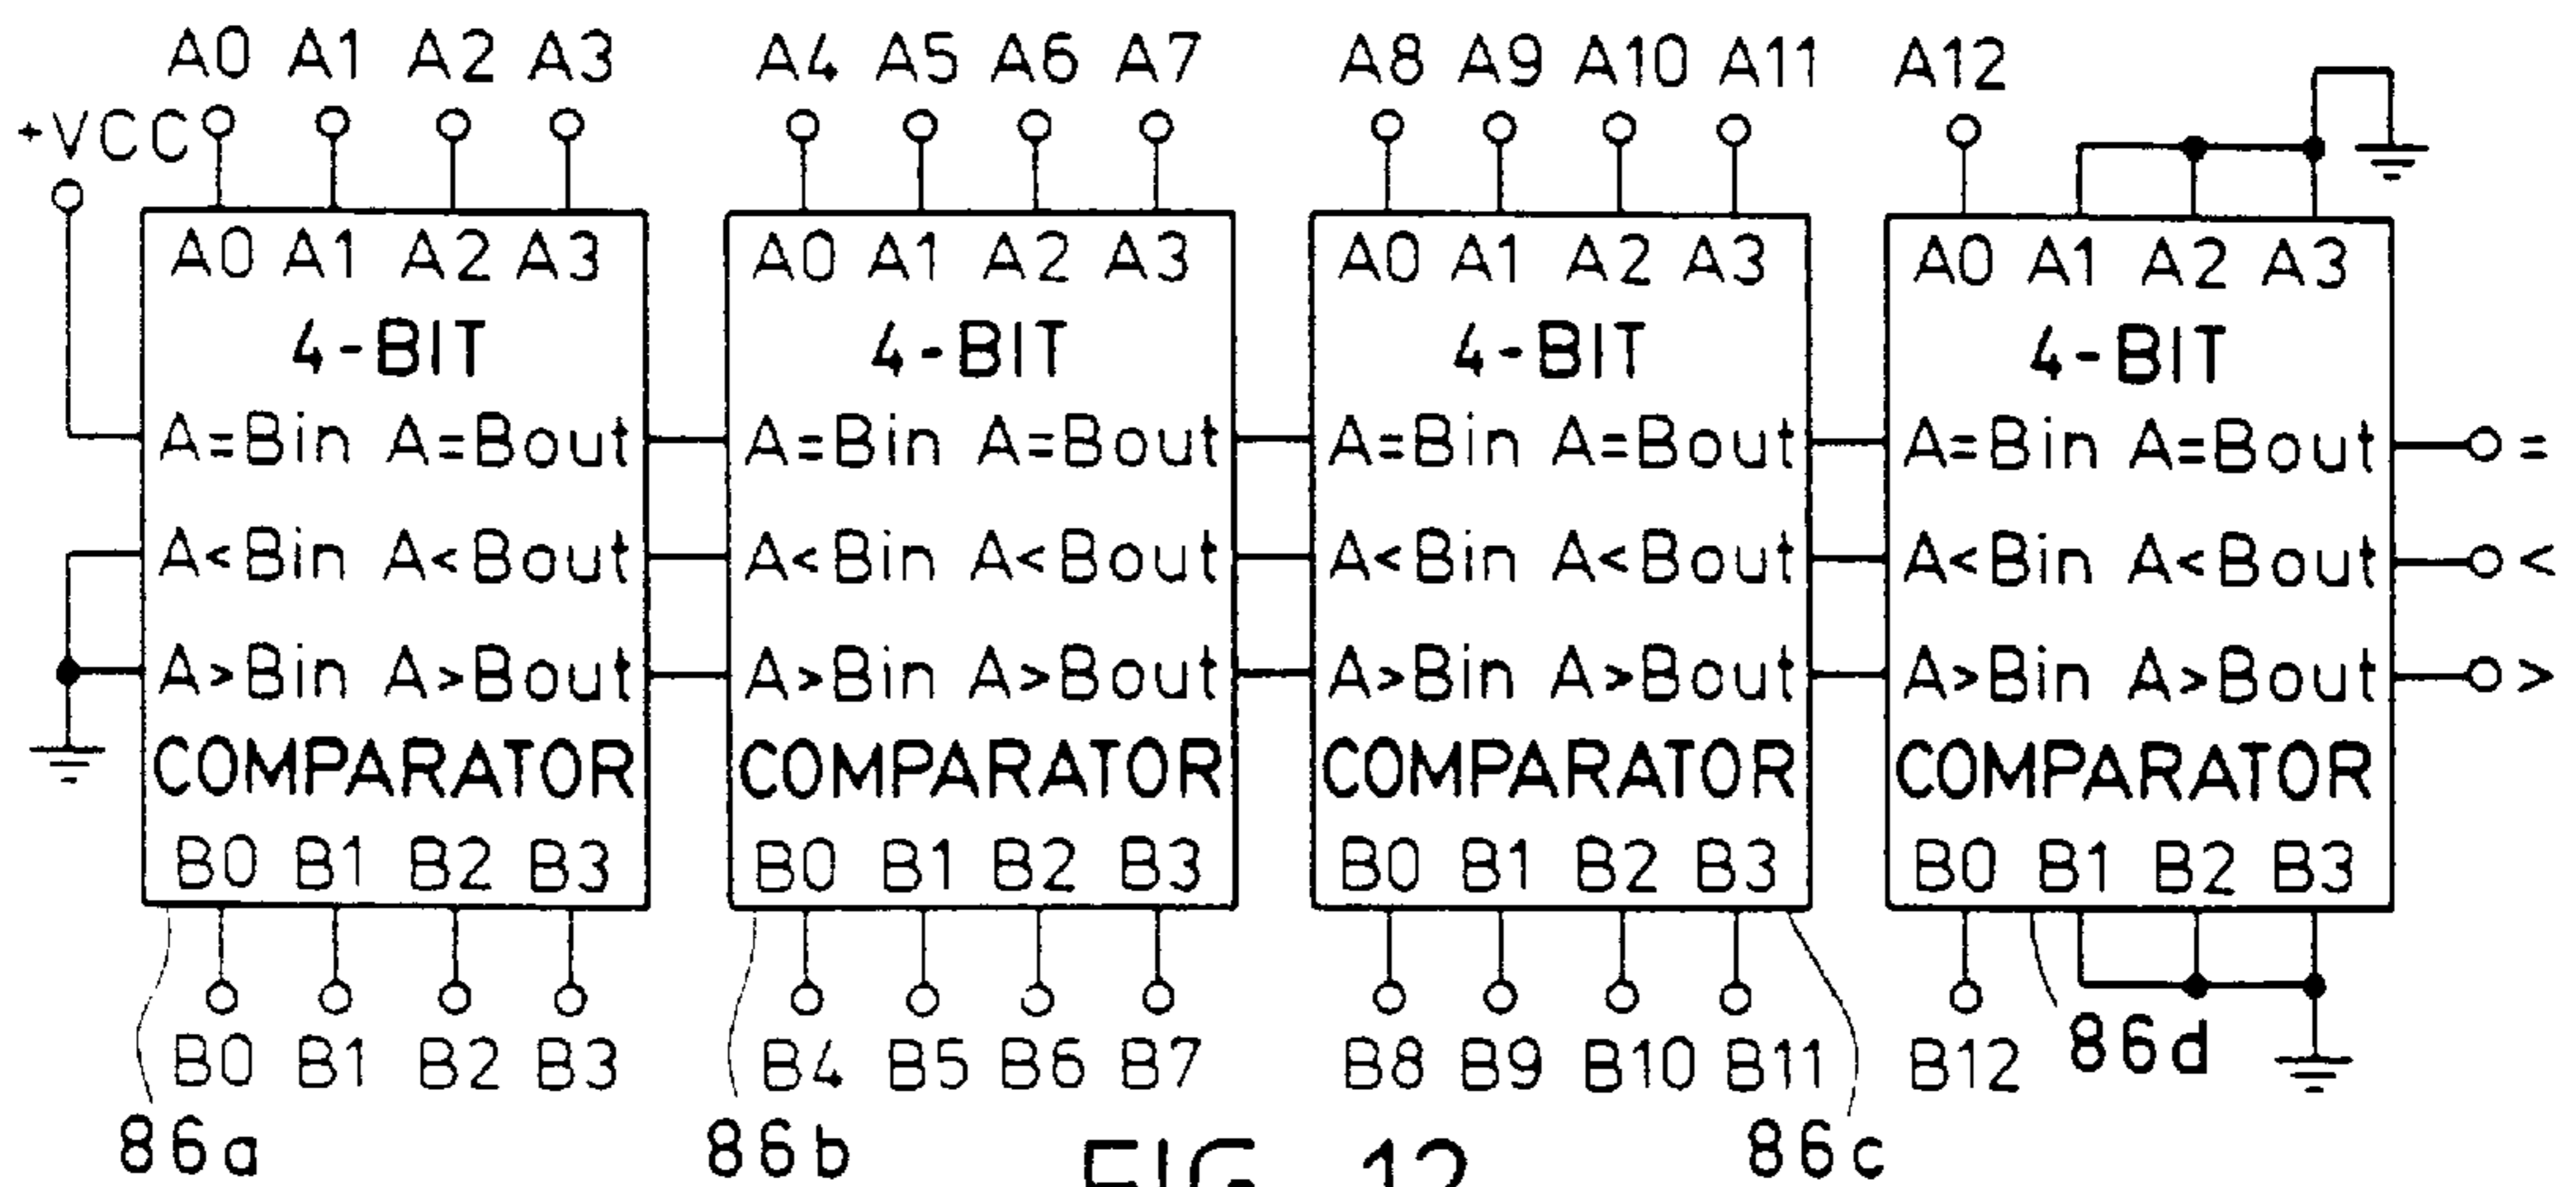 A0 A1 A2 A3 A4 A5 A6 A7 A8 A9 A10 A11 A12
+VCC
A0 A1 A2 A3 A0 A1 A2 A3 A0 A1 A2 A3 A0 A1 A2 A3
4-BIT 4-BIT 4-BIT 4-BIT
A=Bin A=Bout A=Bin A=Bout A=Bin A=Bout A=Bin A=Bout =
A<Bin A<Bout A<Bin A<Bout A<Bin A<Bout A<Bin A<Bout <
A>Bin A>Bout A>Bin A>Bout A>Bin A>Bout A>Bin A>Bout >
COMPARATOR COMPARATOR COMPARATOR COMPARATOR
B0 B1 B2 B3 B0 B1 B2 B3 B0 B1 B2 B3 B0 B1 B2 B3
B0 B1 B2 B3 B4 B5 B6 B7 B8 B9 B10 B11 B12 86d
86a 86b 86c
FIG. 12